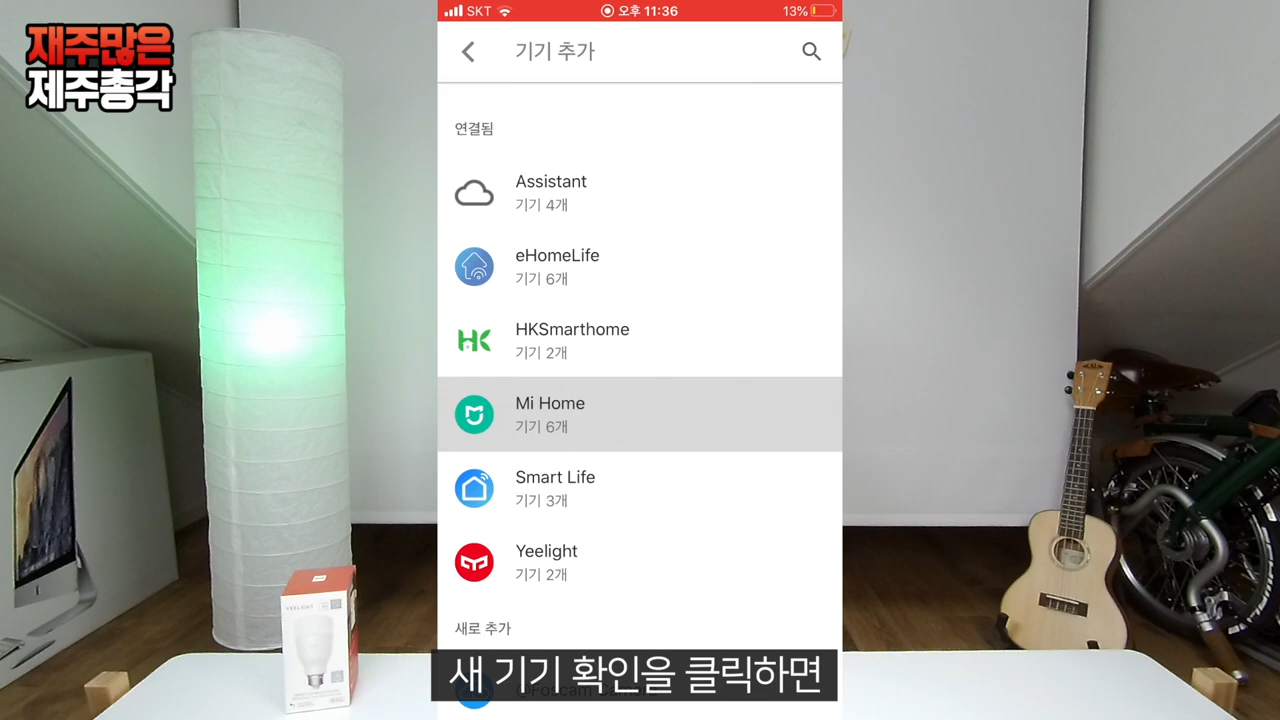 재주많은
제주총각
SKT
오후 11:36
13%
기기 추가
연결됨
Assistant
기기 4개
eHomeLife
기기 6개
HKSmarthome
기기 2개
Mi Home
기기 6개
Smart Life
기기 3개
Yeelight
기기 2개
새로 추가
새 기기 확인을 클릭하면
YEELIGHT